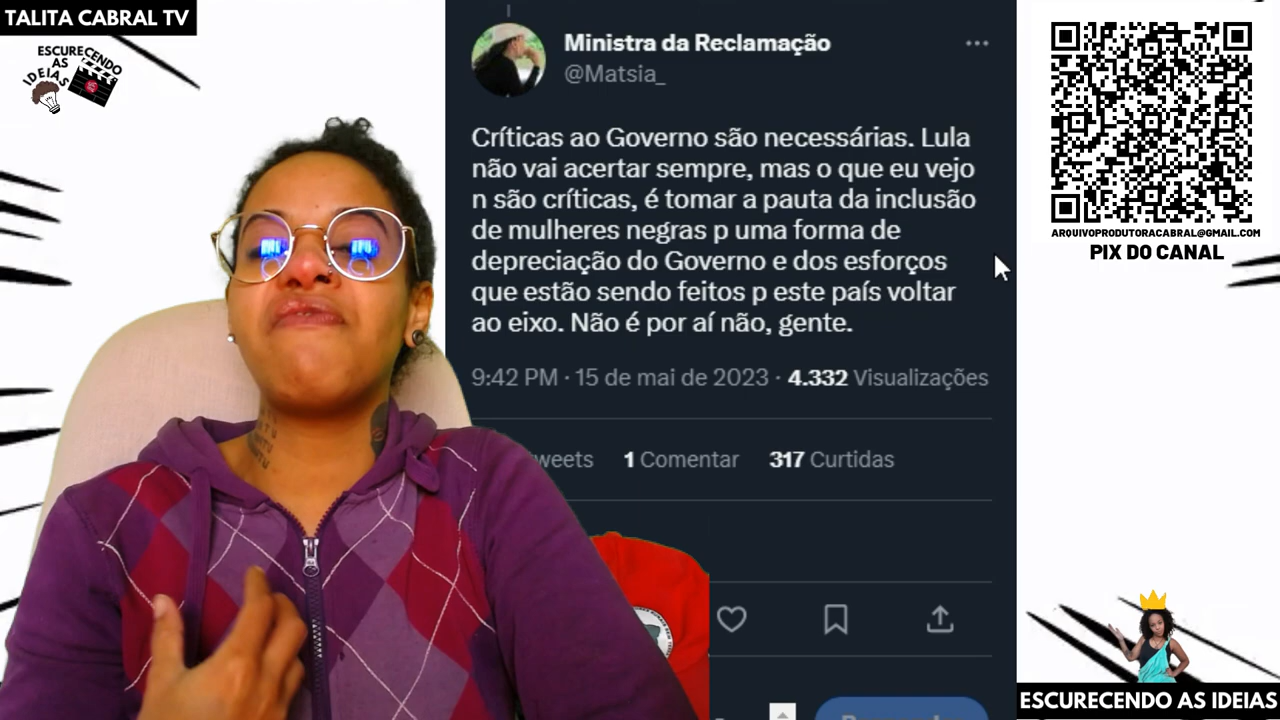 TALITA CABRAL TV
ESCURECENDO
AS
IDEIAS
Ministra da Reclamação
@Matsia_
Críticas ao Governo são necessárias. Lula
não vai acertar sempre, mas o que eu vejo
n são críticas, é tomar a pauta da inclusão
de mulheres negras p uma forma de
depreciação do Governo e dos esforços
que estão sendo feitos p este país voltar
ao eixo. Não é por aí não, gente.
9:42 PM · 15 de mai de 2023 · 4.332 Visualizações
weets 1 Comentar 317 Curtidas
ARQUIVOPRODUTORACABRAL@GMAIL.COM
PIX DO CANAL
ESCURECENDO AS IDEIAS